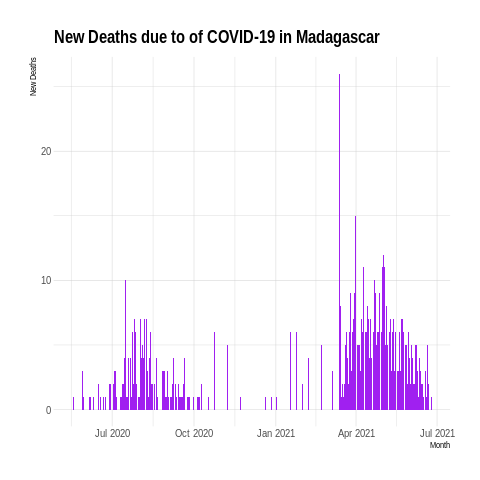 New Deaths due to of COVID-19 in Madagascar
New Deaths
20
10
0
Jul 2020 Oct 2020 Jan 2021 Apr 2021 Jul 2021
Month